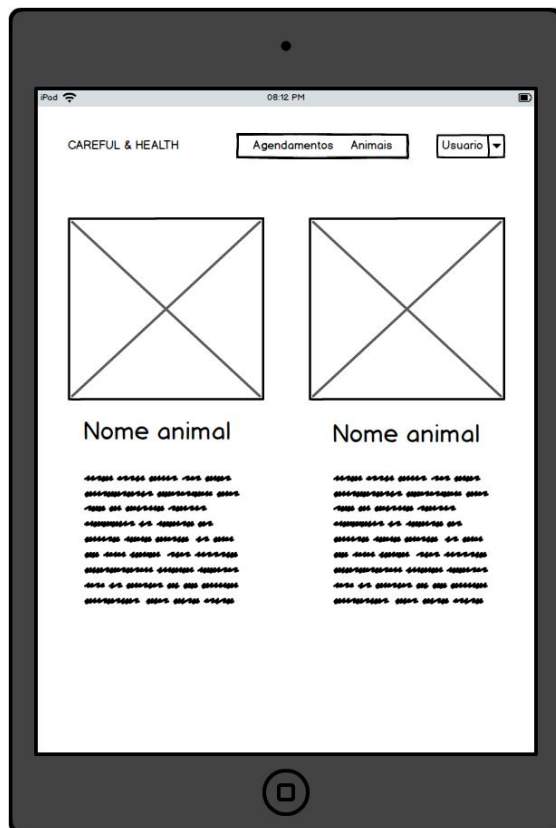 iPad 08:12 PM
CAREFUL & HEALTH Agendamentos Animais Usuario
Nome animal Nome animal